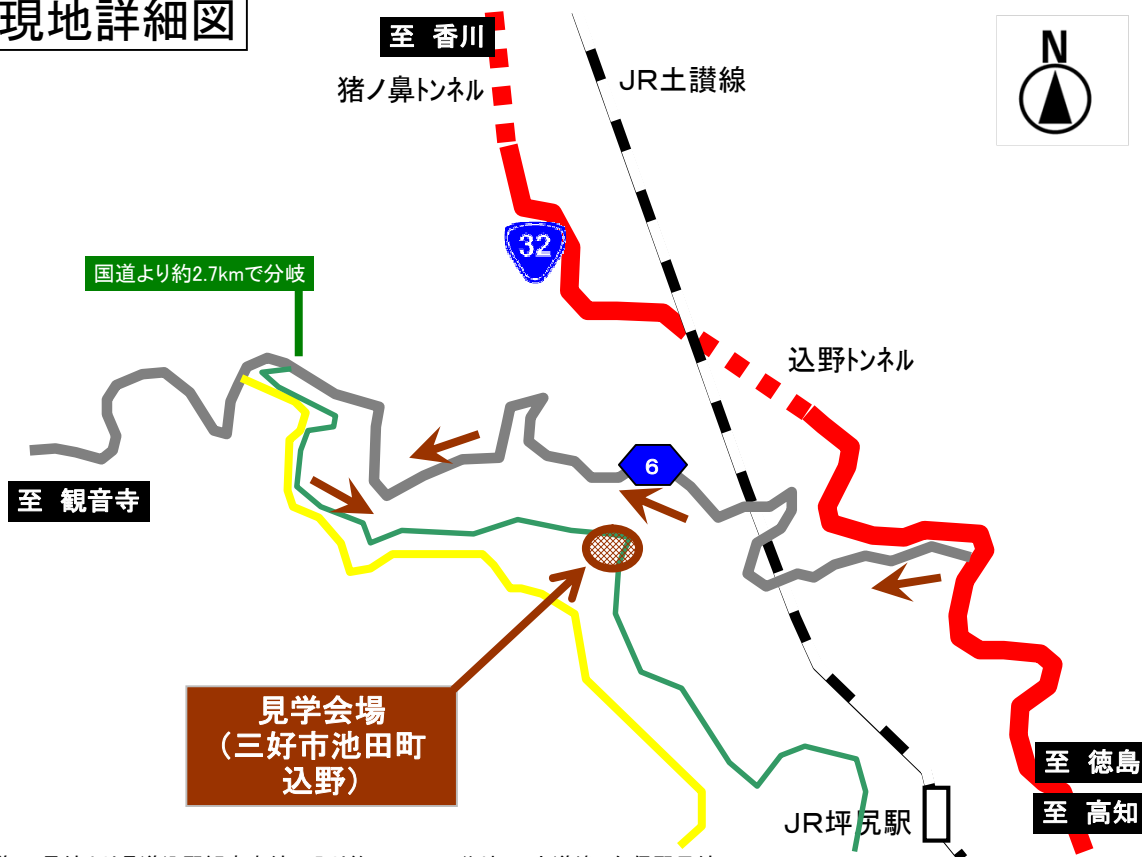 現地詳細図
至 香川
猪ノ鼻トンネル
JR土讃線
N
32
国道より約2.7kmで分岐
込野トンネル
6
至 観音寺
見学会場
（三好市池田町
込野）
至 徳島
至 高知
JR坪尻駅